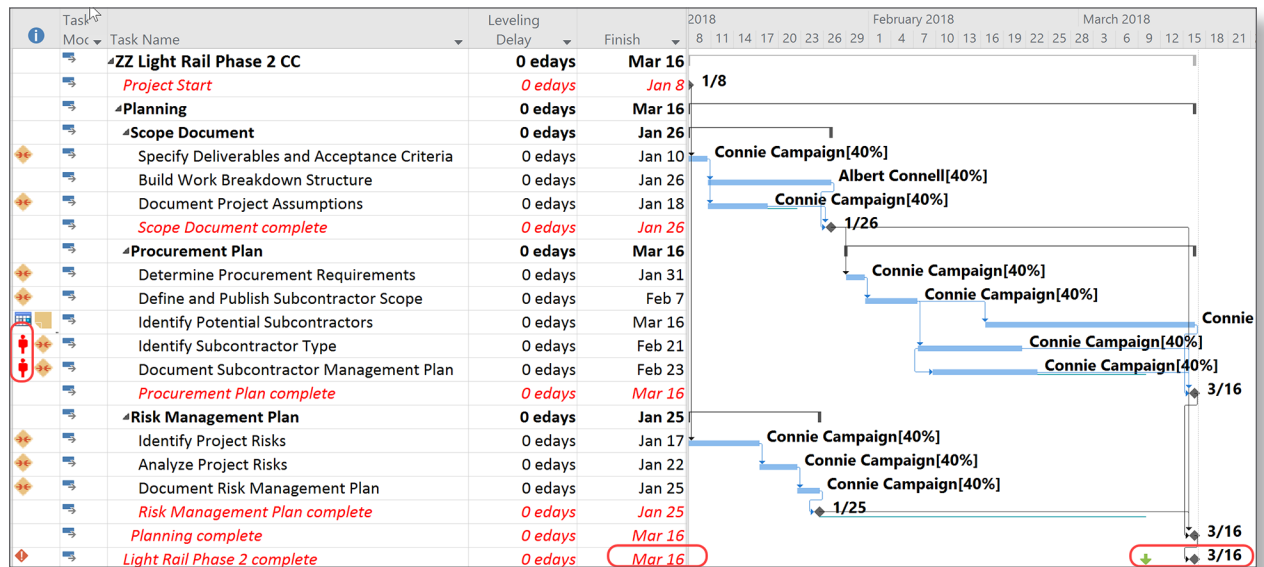 Task Leveling 2018 February 2018 March 2018
Task Name Delay Finish 8 11 14 17 20 23 26 29 1 4 7 10 13 16 19 22 25 28 3 6 9 12 15 18 21
ZZ Light Rail Phase 2 CC 0 edays Mar 16
Project Start 0 edays Jan 8 1/8
Planning 0 edays Mar 16
Scope Document 0 edays Jan 26
Specify Deliverables and Acceptance Criteria 0 edays Jan 10 Connie Campaign[40%]
Build Work Breakdown Structure 0 edays Jan 26 Albert Connell[40%]
Document Project Assumptions 0 edays Jan 18 Connie Campaign[40%]
Scope Document complete 0 edays Jan 26 1/26
Procurement Plan 0 edays Mar 16
Determine Procurement Requirements 0 edays Jan 31 Connie Campaign[40%]
Define and Publish Subcontractor Scope 0 edays Feb 7 Connie Campaign[40%]
Identify Potential Subcontractors 0 edays Mar 16 Connie
Identify Subcontractor Type 0 edays Feb 21 Connie Campaign[40%]
Document Subcontractor Management Plan 0 edays Feb 23 Connie Campaign[40%]
Procurement Plan complete 0 edays Mar 16 3/16
Risk Management Plan 0 edays Jan 25
Identify Project Risks 0 edays Jan 17 Connie Campaign[40%]
Analyze Project Risks 0 edays Jan 22 Connie Campaign[40%]
Document Risk Management Plan 0 edays Jan 25 Connie Campaign[40%]
Risk Management Plan complete 0 edays Jan 25 1/25
Planning complete 0 edays Mar 16 3/16
Light Rail Phase 2 complete 0 edays Mar 16 3/16